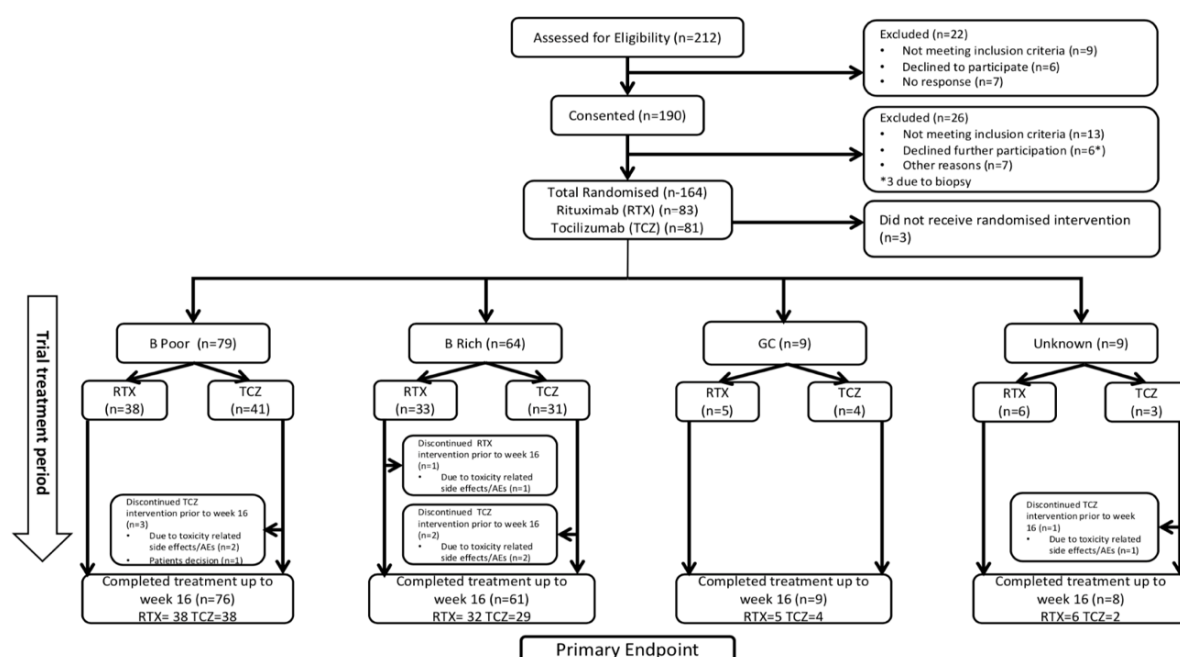 Assessed for Eligibility (n=212)
Excluded (n=22)
• Not meeting inclusion criteria (n=9)
• Declined to participate (n=6)
• No response (n=7)
Consented (n=190)
Excluded (n=26)
• Not meeting inclusion criteria (n=13)
• Declined further participation (n=6*)
• Other reasons (n=7)
*3 due to biopsy
Total Randomised (n-164)
Rituximab (RTX) (n=83)
Tocilizumab (TCZ) (n=81)
Did not receive randomised intervention
(n=3)
Trial treatment period
B Poor (n=79)
B Rich (n=64)
GC (n=9)
Unknown (n=9)
RTX
(n=38)
TCZ
(n=41)
RTX
(n=33)
TCZ
(n=31)
RTX
(n=5)
TCZ
(n=4)
RTX
(n=6)
TCZ
(n=3)
Discontinued TCZ
intervention prior to week 16
(n=3)
• Due to toxicity related
side effects/AEs (n=2)
• Patients decision (n=1)
Discontinued RTX
intervention prior to week 16
(n=1)
• Due to toxicity related
side effects/AEs (n=1)
Discontinued TCZ
intervention prior to week 16
(n=2)
• Due to toxicity related
side effects/AEs (n=2)
Discontinued TCZ
intervention prior to week
16 (n=1)
• Due to toxicity related
side effects/AEs (n=1)
Completed treatment up to
week 16 (n=76)
RTX= 38 TCZ=38
Completed treatment up to
week 16 (n=61)
RTX= 32 TCZ=29
Completed treatment up to
week 16 (n=9)
RTX=5 TCZ=4
Completed treatment up to
week 16 (n=8)
RTX=6 TCZ=2
Primary Endpoint